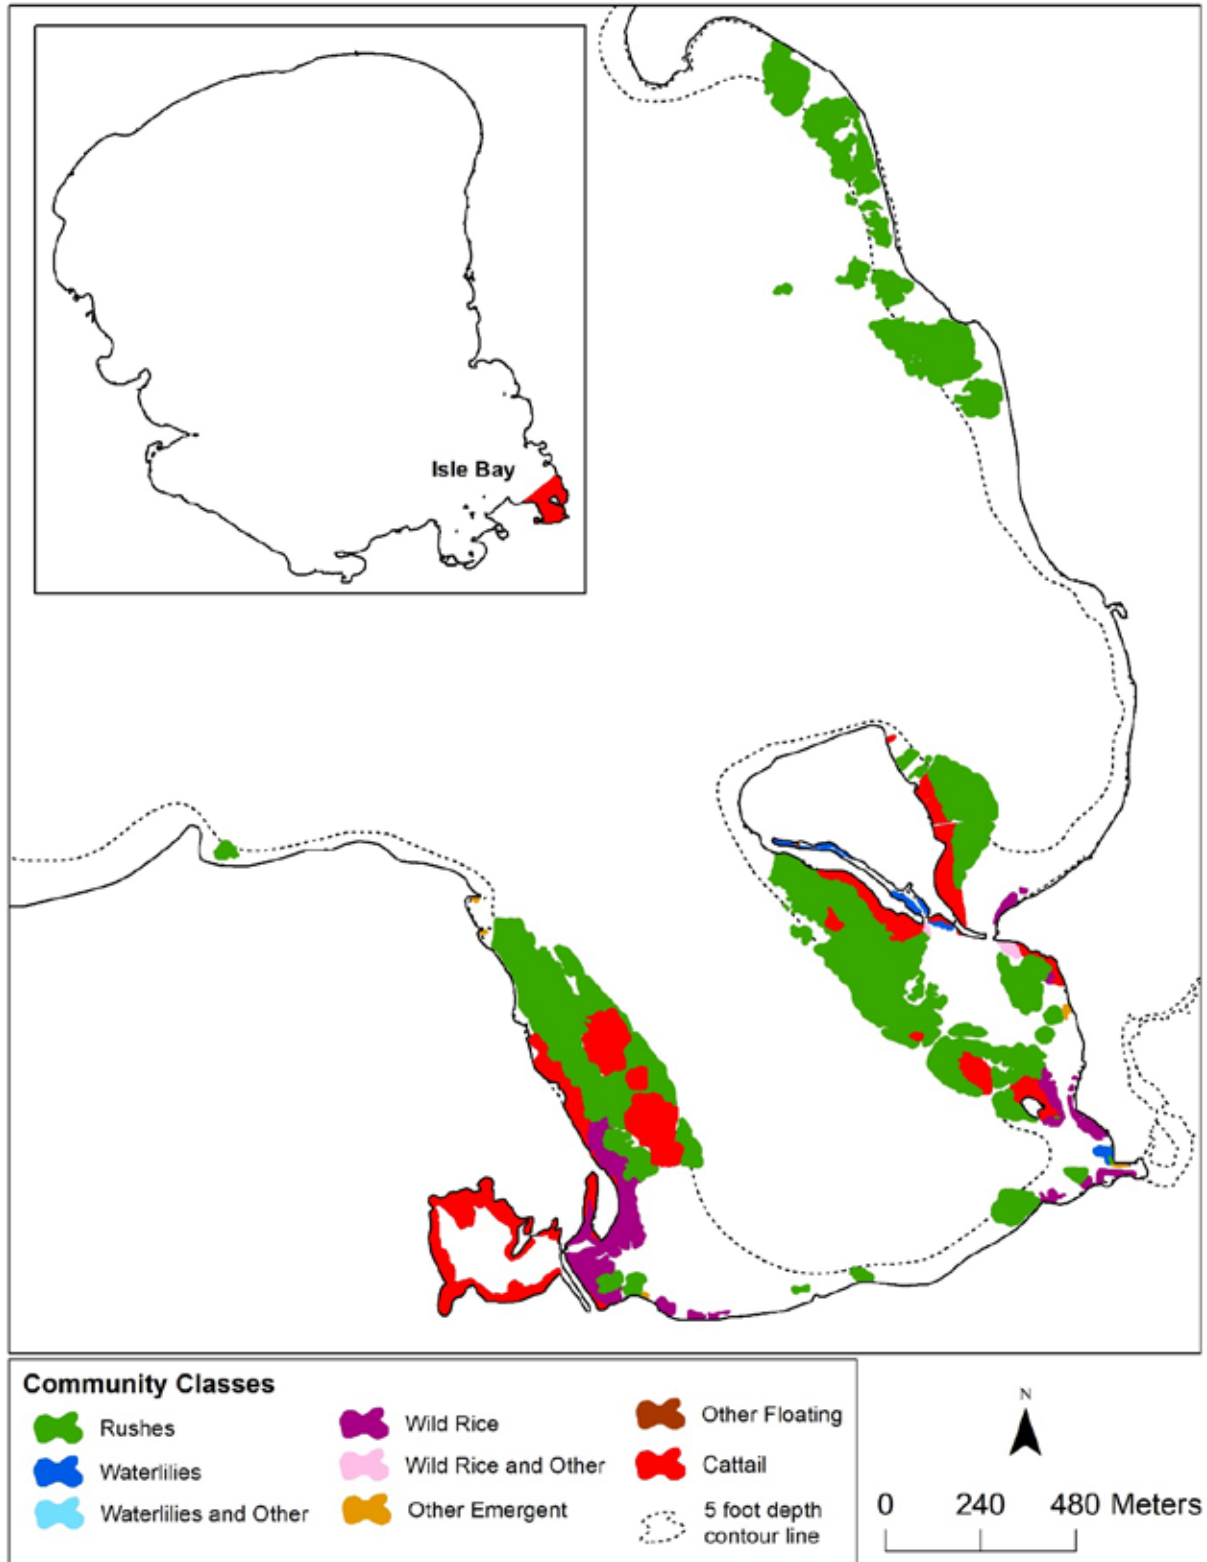 Isle Bay
Community Classes
Rushes
Waterlilies
Waterlilies and Other
Wild Rice
Wild Rice and Other
Other Emergent
Other Floating
Cattail
5 foot depth
contour line
N
0 240 480 Meters